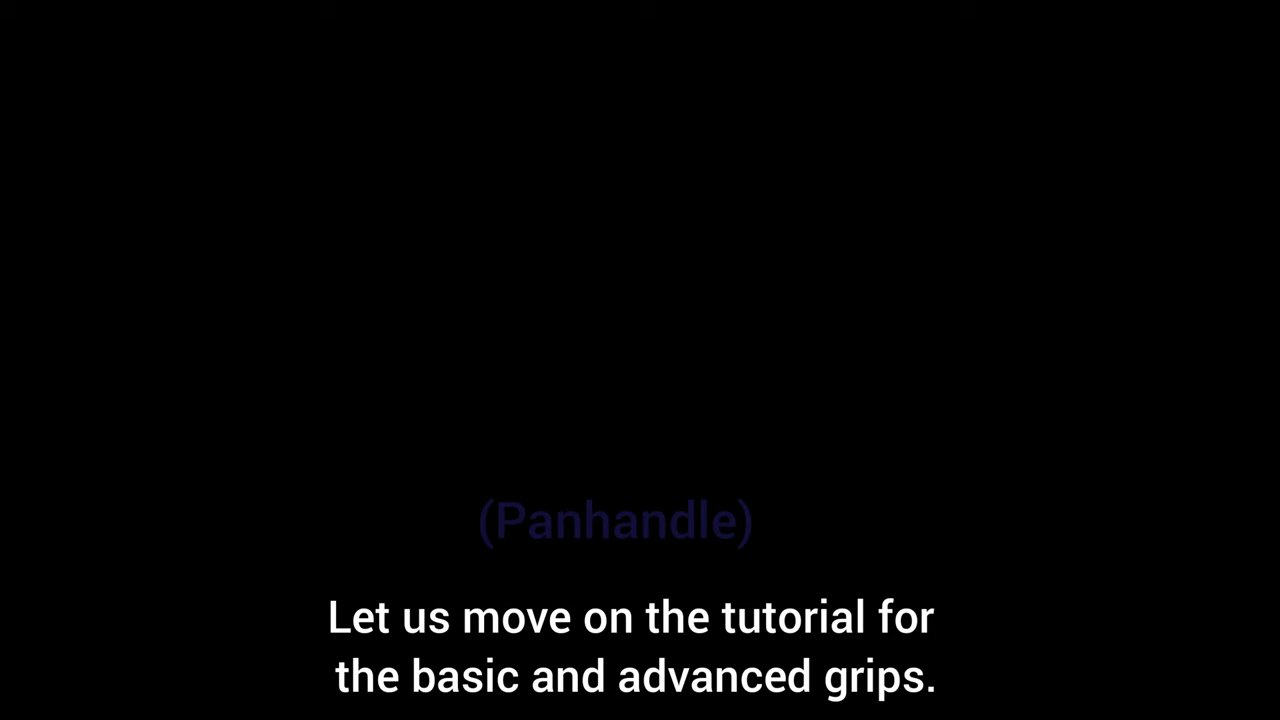 (Panhandle)
Let us move on the tutorial for
the basic and advanced grips.